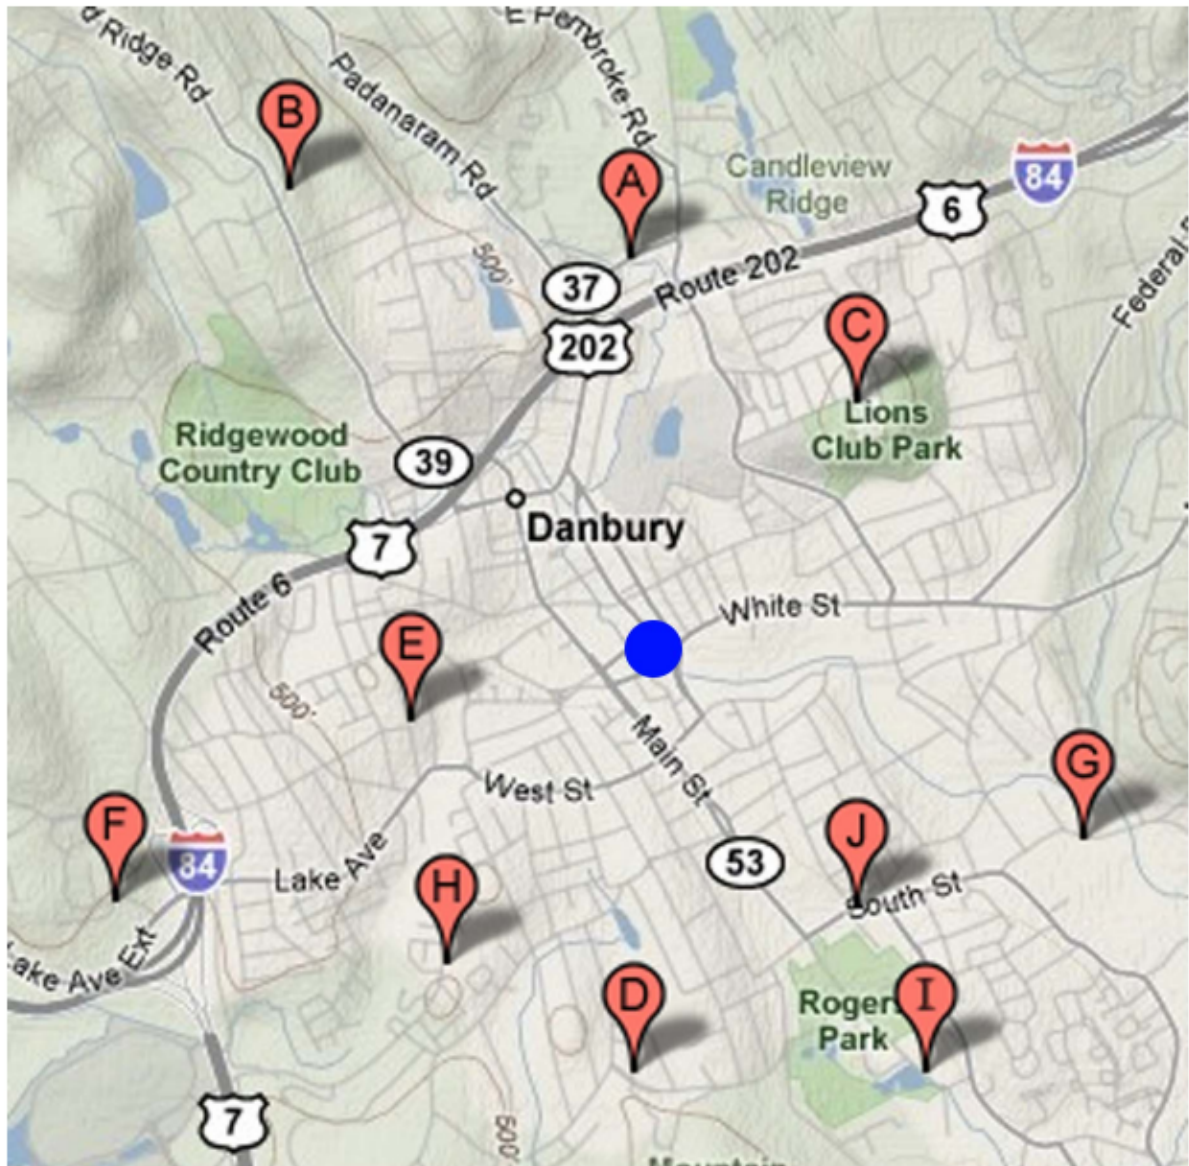 E Pembroke Rd
d Ridge Rd
Padanaram Rd
B
A
Candleview
Ridge
84
6
Route 202
500'
37
Federal
202
C
Lions
Club Park
Ridgewood
Country Club
39
Danbury
7
Route 6
White St
E
500'
Main St
West St
G
F
J
84
53
Lake Ave
H
South St
Lake Ave Ext
D
I
Roger
Park
7
500'
Mountain